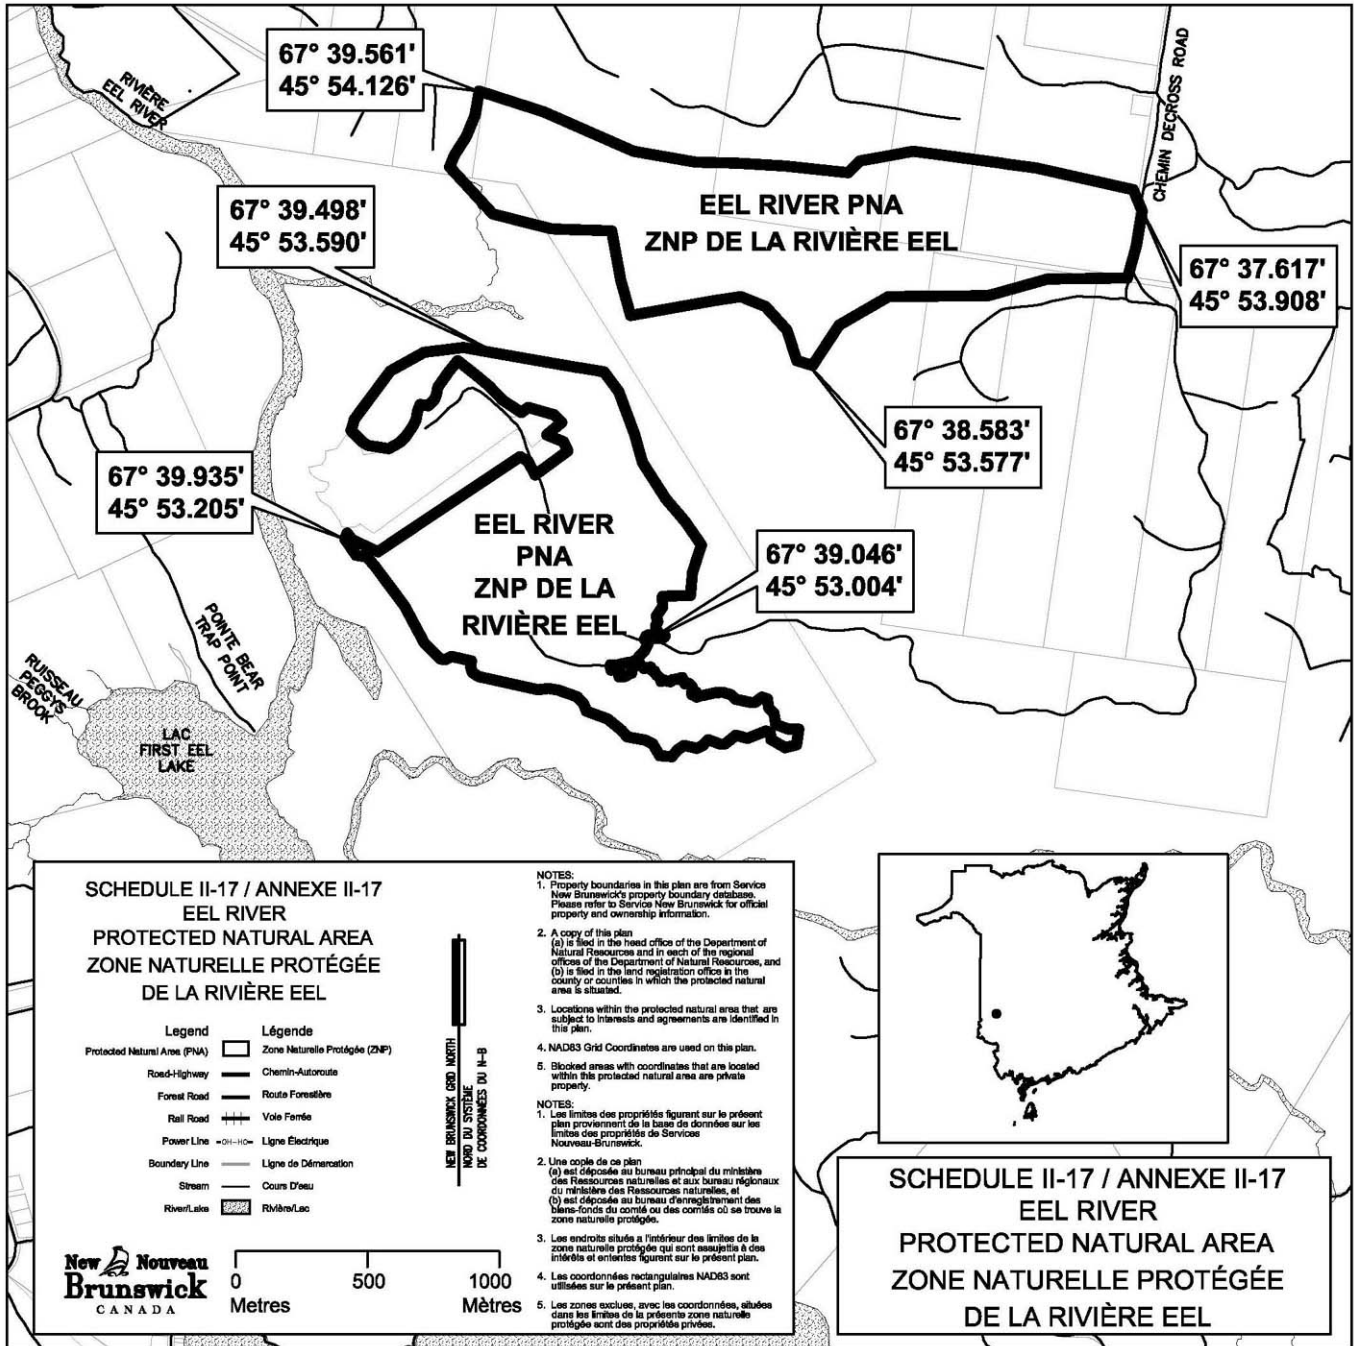 67° 39.561'
45° 54.126'
RIVIÈRE
EEL RIVER
CHEMIN DECROSS ROAD
67° 39.498'
45° 53.590'
EEL RIVER PNA
ZNP DE LA RIVIÈRE EEL
67° 37.617'
45° 53.908'
67° 38.583'
45° 53.577'
67° 39.935'
45° 53.205'
EEL RIVER
PNA
ZNP DE LA
RIVIÈRE EEL
67° 39.046'
45° 53.004'
POINTE BEAR
TRAP POINT
RUISSEAU
PEGGYS
BROOK
LAC
FIRST EEL
LAKE
SCHEDULE II-17 / ANNEXE II-17
EEL RIVER
PROTECTED NATURAL AREA
ZONE NATURELLE PROTÉGÉE
DE LA RIVIÈRE EEL
Legend Légende
Protected Natural Area (PNA) Zone Naturelle Protégée (ZNP)
Road-Highway Chemin-Autoroute
Forest Road Route Forestière
Rail Road Voie Ferrée
Power Line -OH-HO- Ligne Électrique
Boundary Line Ligne de Démarcation
Stream Cours D'eau
River/Lake Rivière/Lac
NEW BRUNSWICK GRID NORTH
NORD DU SYSTÈME
DE COORDONNÉES DU N-B
New Nouveau
Brunswick
CANADA
0 500 1000
Metres Mètres
NOTES:
1. Property boundaries in this plan are from Service
New Brunswick's property boundary database.
Please refer to Service New Brunswick for official
property and ownership information.
2. A copy of this plan
(a) is filed in the head office of the Department of
Natural Resources and in each of the regional
offices of the Department of Natural Resources, and
(b) is filed in the land registration office in the
county or counties in which the protected natural
area is situated.
3. Locations within the protected natural area that are
subject to interests and agreements are identified in
this plan.
4. NAD83 Grid Coordinates are used on this plan.
5. Blocked areas with coordinates that are located
within this protected natural area are private
property.
NOTES:
1. Les limites des propriétés figurant sur le présent
plan proviennent de la base de données sur les
limites des propriétés de Services
Nouveau-Brunswick.
2. Une copie de ce plan
(a) est déposée au bureau principal du ministère
des Ressources naturelles et aux bureau régionaux
du ministère des Ressources naturelles, et
(b) est déposée au bureau d'enregistrement des
biens-fonds du comté ou des comtés où se trouve la
zone naturelle protégée.
3. Les endroits situés a l'intérieur des limites de la
zone naturelle protégée qui sont assujettis à des
intérêts et ententes figurent sur le présent plan.
4. Les coordonnées rectangulaires NAD83 sont
utilisées sur le présent plan.
5. Les zones exclues, avec les coordonnées, situées
dans les limites de la présente zone naturelle
protégée sont des propriétés privées.
SCHEDULE II-17 / ANNEXE II-17
EEL RIVER
PROTECTED NATURAL AREA
ZONE NATURELLE PROTÉGÉE
DE LA RIVIÈRE EEL